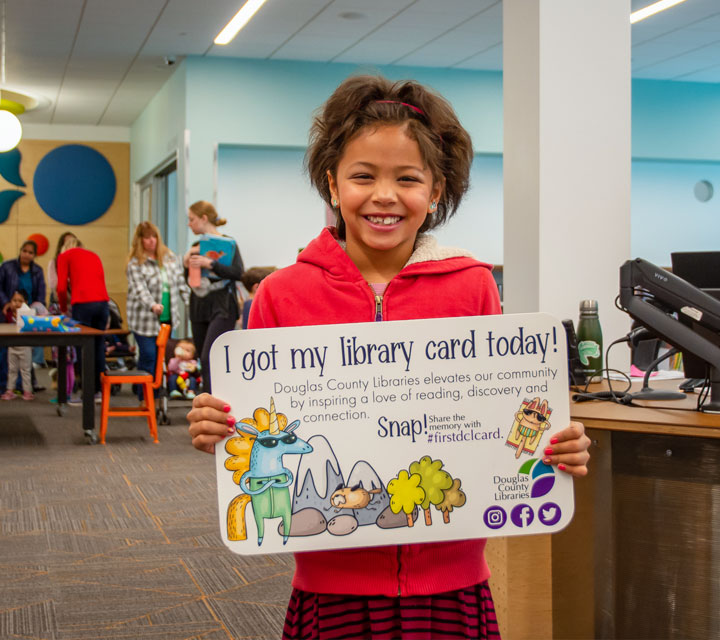 I got my library card today!
Douglas County Libraries elevates our community
by inspiring a love of reading, discovery and
connection.
Snap! Share the
memory with
#firstdclcard.
Douglas
County
Libraries